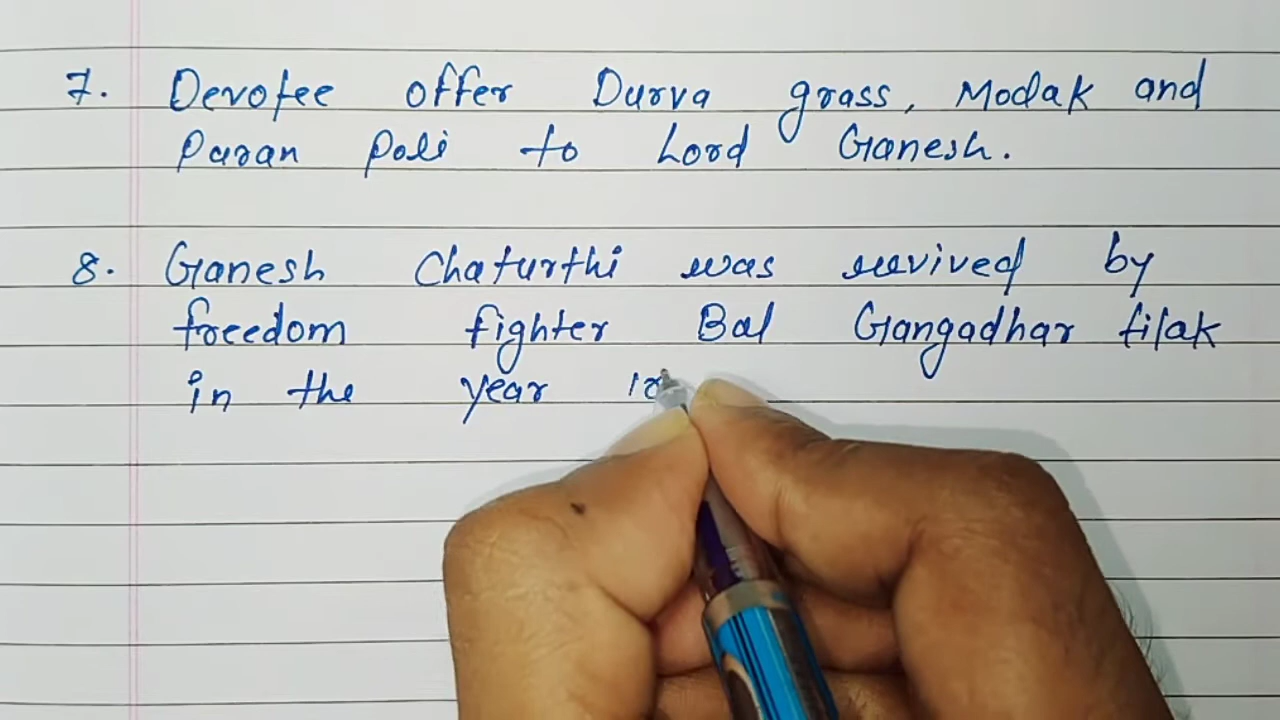 7. Devotee offer Durva grass, Modak and
Puran Poli to Lord Ganesh.
8. Ganesh Chaturthi was revived by
freedom fighter Bal Gangadhar tilak
in the year